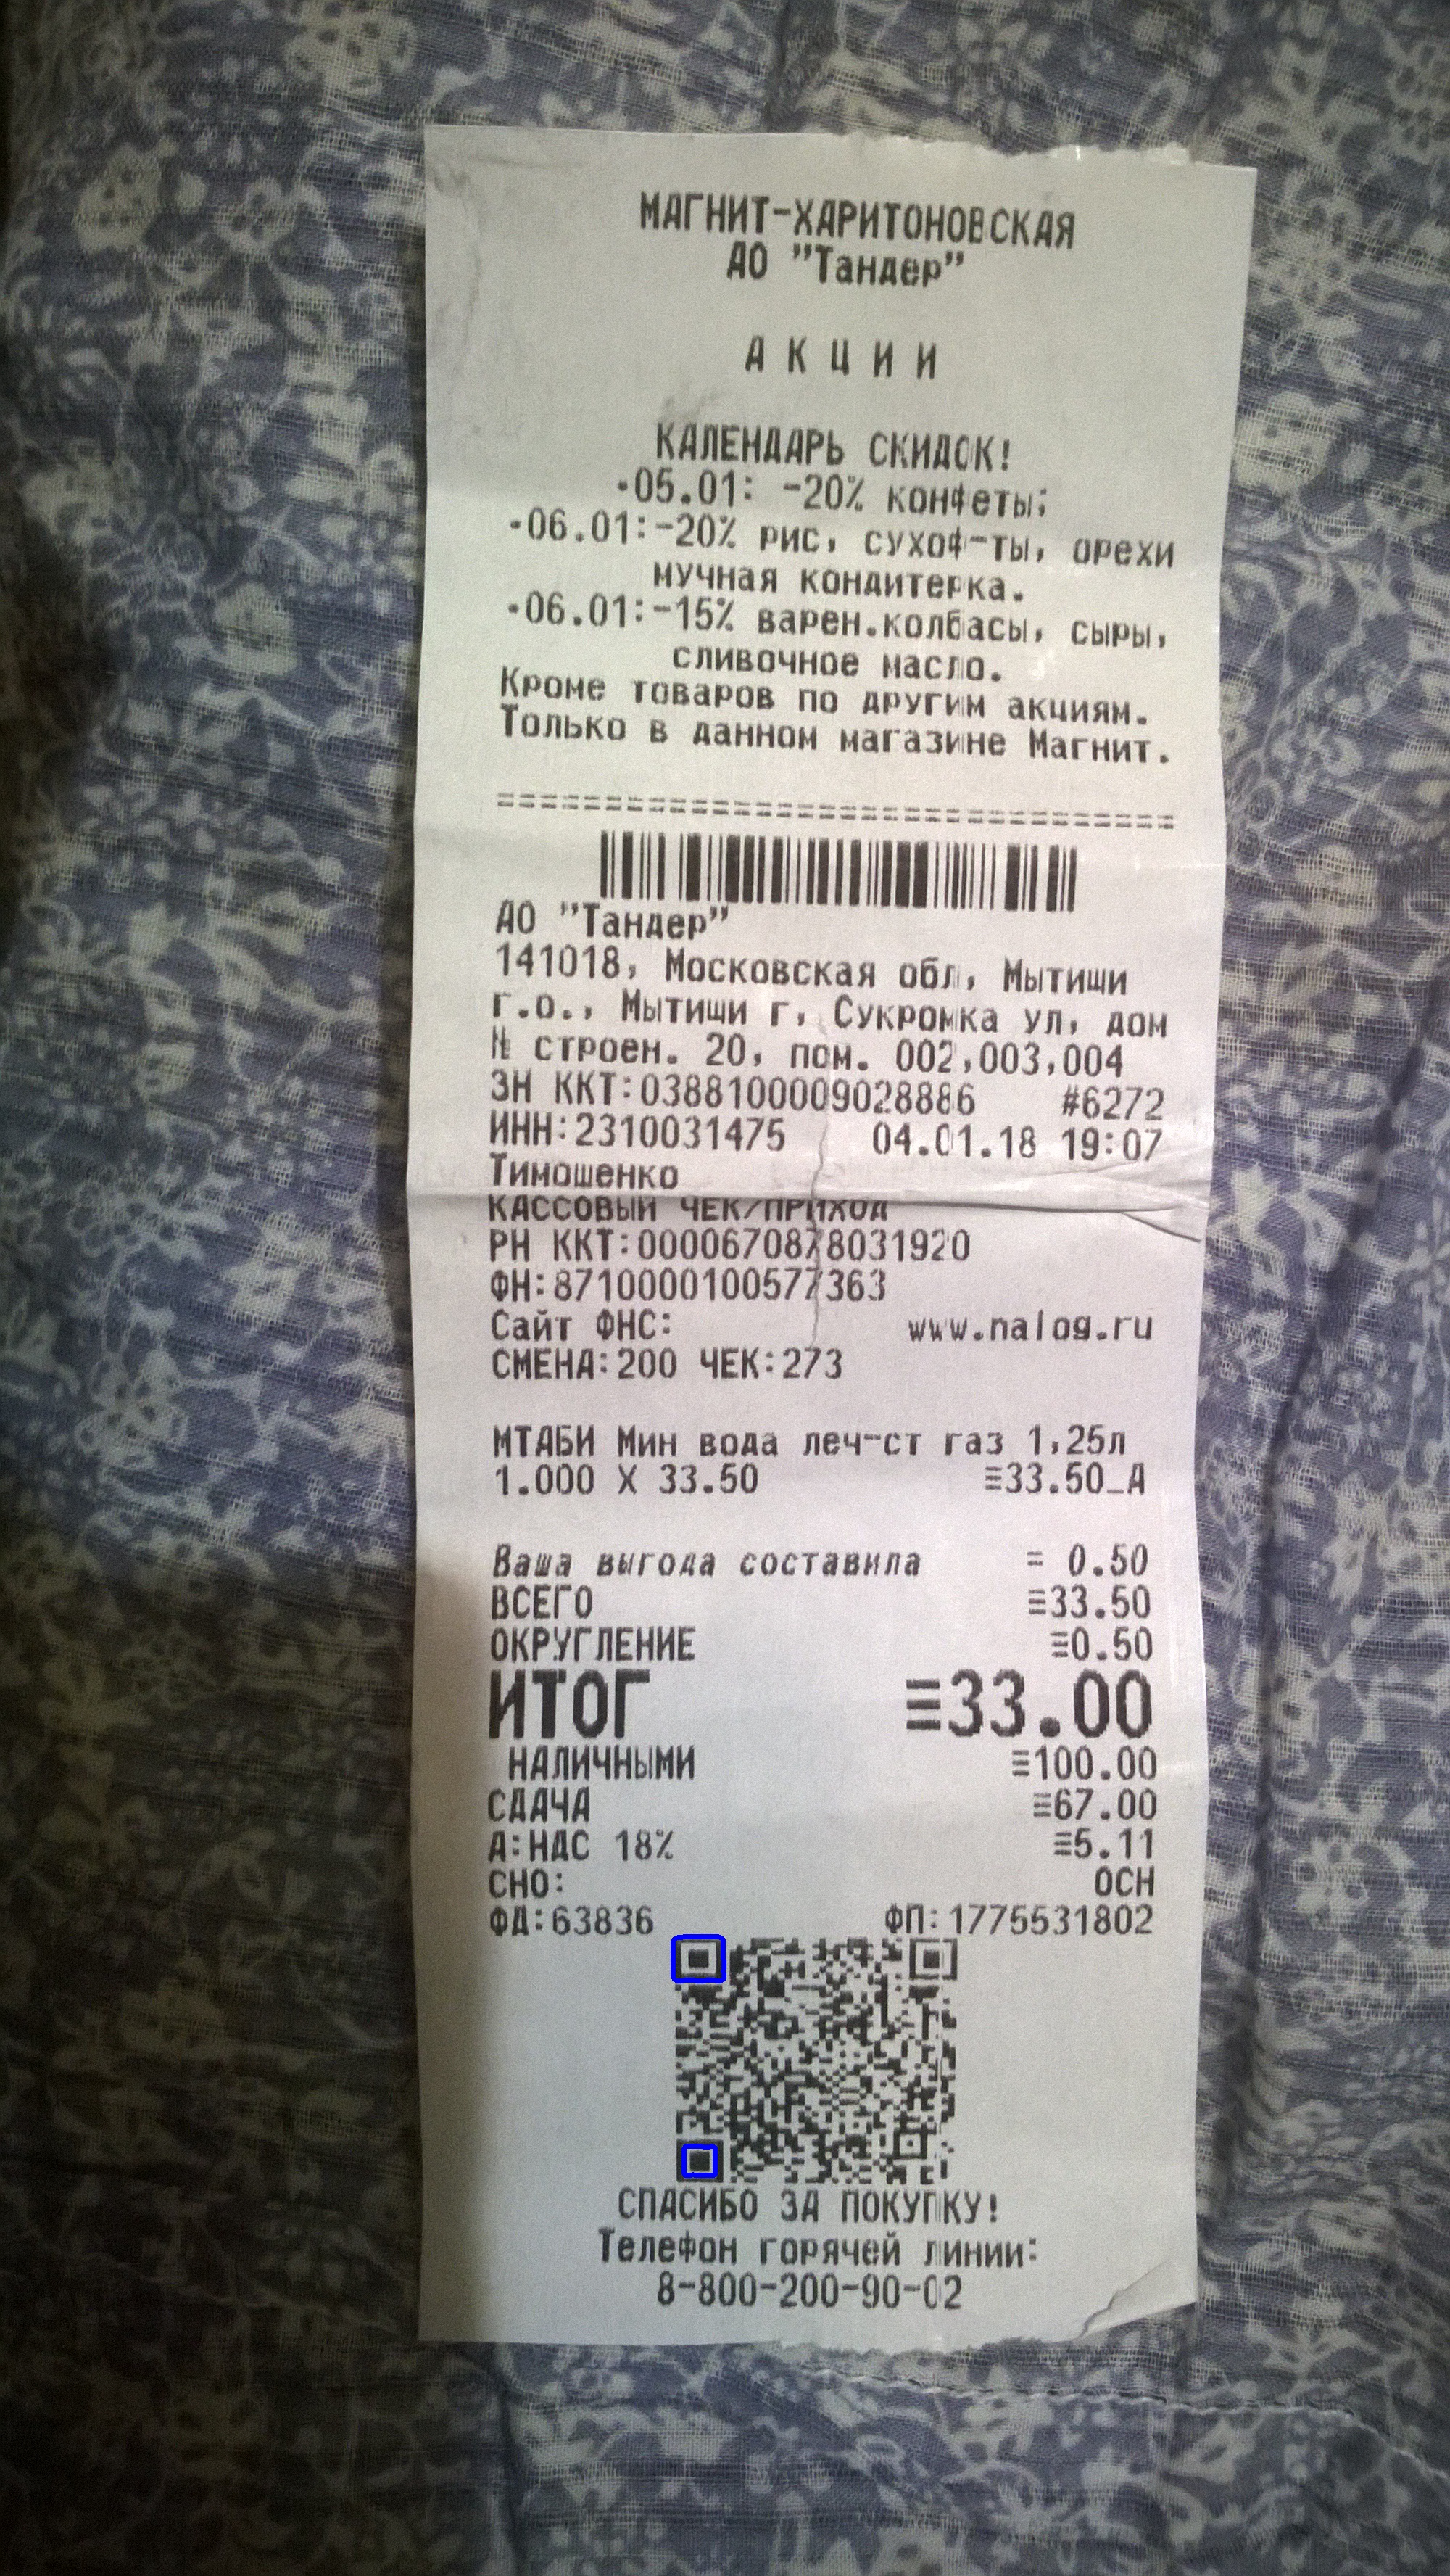 МАГНИТ-ХАРИТОНОВСКАЯ
АО "Тандер"
А К Ц И И
КАЛЕНДАРЬ СКИДОК!
·05.01: -20% конфеты;
·06.01:-20% рис, сухоф-ты, орехи
мучная кондитерка.
·06.01:-15% варен.колбасы, сыры,
сливочное масло.
Кроме товаров по другим акциям.
Только в данном магазине Магнит.
================================
АО "Тандер"
141018, Московская обл, Мытищи
г.о., Мытищи г, Сукромка ул, дом
№ строен. 20, пом. 002,003,004
ЗН ККТ:0388100009028886 #6272
ИНН:2310031475 04.01.18 19:07
Тимошенко
КАССОВЫЙ ЧЕК/ПРИХОД
РН ККТ:0000670878031920
ФН:8710000100577363
Сайт ФНС: www.nalog.ru
СМЕНА:200 ЧЕК:273
МТАБИ Мин вода леч-ст газ 1,25л
1.000 X 33.50 ≡33.50_А
Ваша выгода составила = 0.50
ВСЕГО ≡33.50
ОКРУГЛЕНИЕ ≡0.50
ИТОГ ≡33.00
НАЛИЧНЫМИ ≡100.00
СДАЧА ≡67.00
А:НДС 18% ≡5.11
СНО: ОСН
ФД:63836 ФП:1775531802
СПАСИБО ЗА ПОКУПКУ!
Телефон горячей линии:
8-800-200-90-02